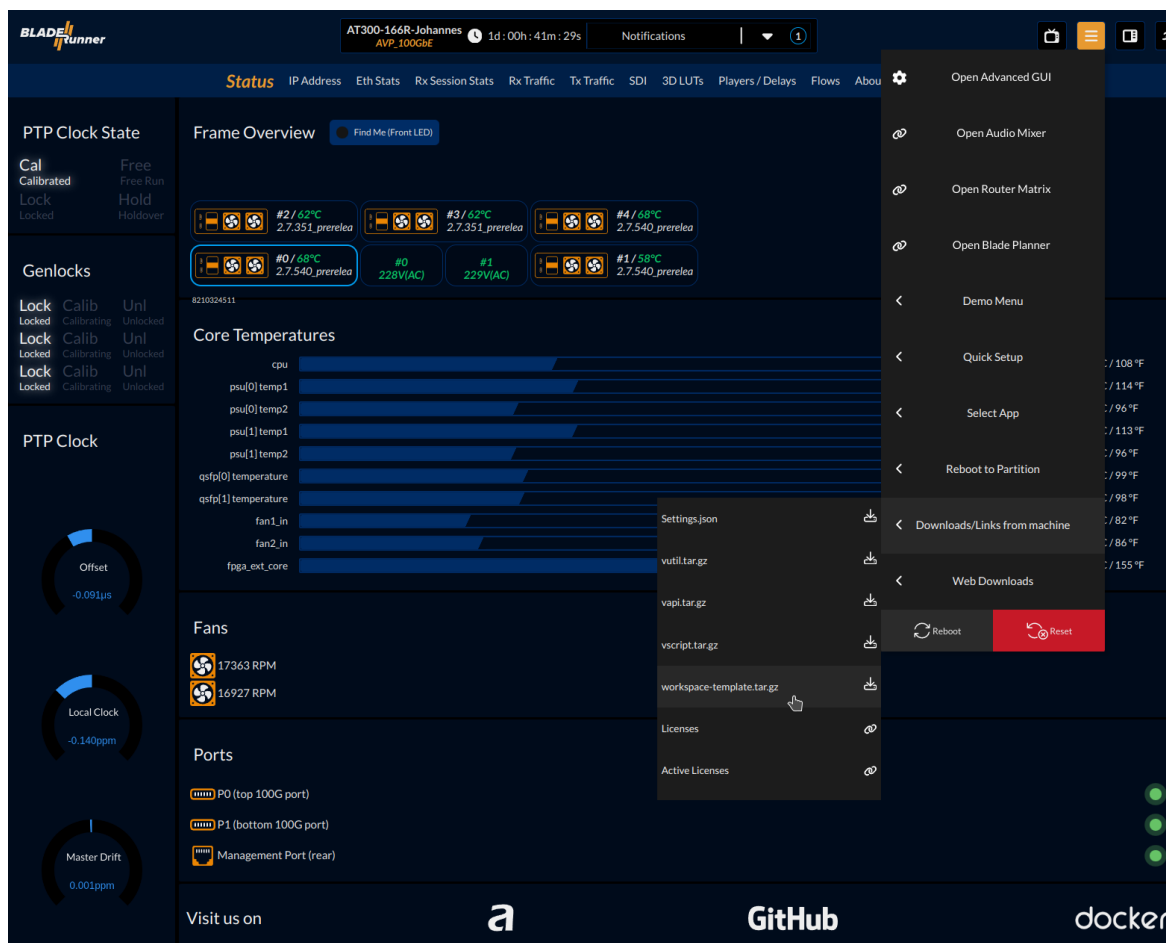 BLADE Runner
AT300-166R-Johannes
AVP_100GbE
1d : 00h : 41m : 29s
Notifications
1
Status IP Address Eth Stats Rx Session Stats Rx Traffic Tx Traffic SDI 3D LUTs Players / Delays Flows Abou
PTP Clock State
Cal Free
Calibrated Free Run
Lock Hold
Locked Holdover
Genlocks
Lock Calib Unl
Locked Calibrating Unlocked
Lock Calib Unl
Locked Calibrating Unlocked
Lock Calib Unl
Locked Calibrating Unlocked
PTP Clock
Offset
-0.091µs
Local Clock
-0.140ppm
Master Drift
0.001ppm
Frame Overview
Find Me (Front LED)
#2 / 62°C
2.7.351_prerelea
#3 / 62°C
2.7.351_prerelea
#4 / 68°C
2.7.540_prerelea
#0 / 68°C
2.7.540_prerelea
#0
228V(AC)
#1
229V(AC)
#1 / 58°C
2.7.540_prerelea
8210324511
Core Temperatures
cpu / 108 °F
psu[0] temp1 / 114 °F
psu[0] temp2 / 96 °F
psu[1] temp1 / 113 °F
psu[1] temp2 / 96 °F
qsfp[0] temperature / 99 °F
qsfp[1] temperature / 98 °F
fan1_in / 82 °F
fan2_in / 86 °F
fpga_ext_core / 155 °F
Fans
17363 RPM
16927 RPM
Ports
P0 (top 100G port)
P1 (bottom 100G port)
Management Port (rear)
Visit us on
a
GitHub
docker
Open Advanced GUI
Open Audio Mixer
Open Router Matrix
Open Blade Planner
Demo Menu
Quick Setup
Select App
Reboot to Partition
Downloads/Links from machine
Web Downloads
Reboot
Reset
Settings.json
vutil.tar.gz
vapi.tar.gz
vscript.tar.gz
workspace-template.tar.gz
Licenses
Active Licenses